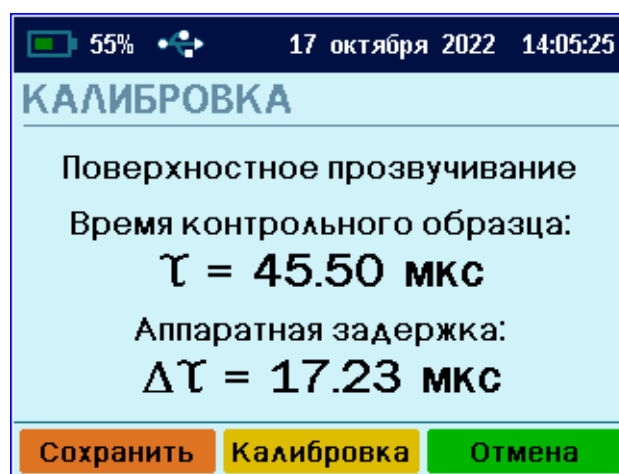 55% 17 октября 2022 14:05:25
КАЛИБРОВКА
Поверхностное прозвучивание
Время контрольного образца:
τ = 45.50 мкс
Аппаратная задержка:
Δτ = 17.23 мкс
Сохранить Калибровка Отмена